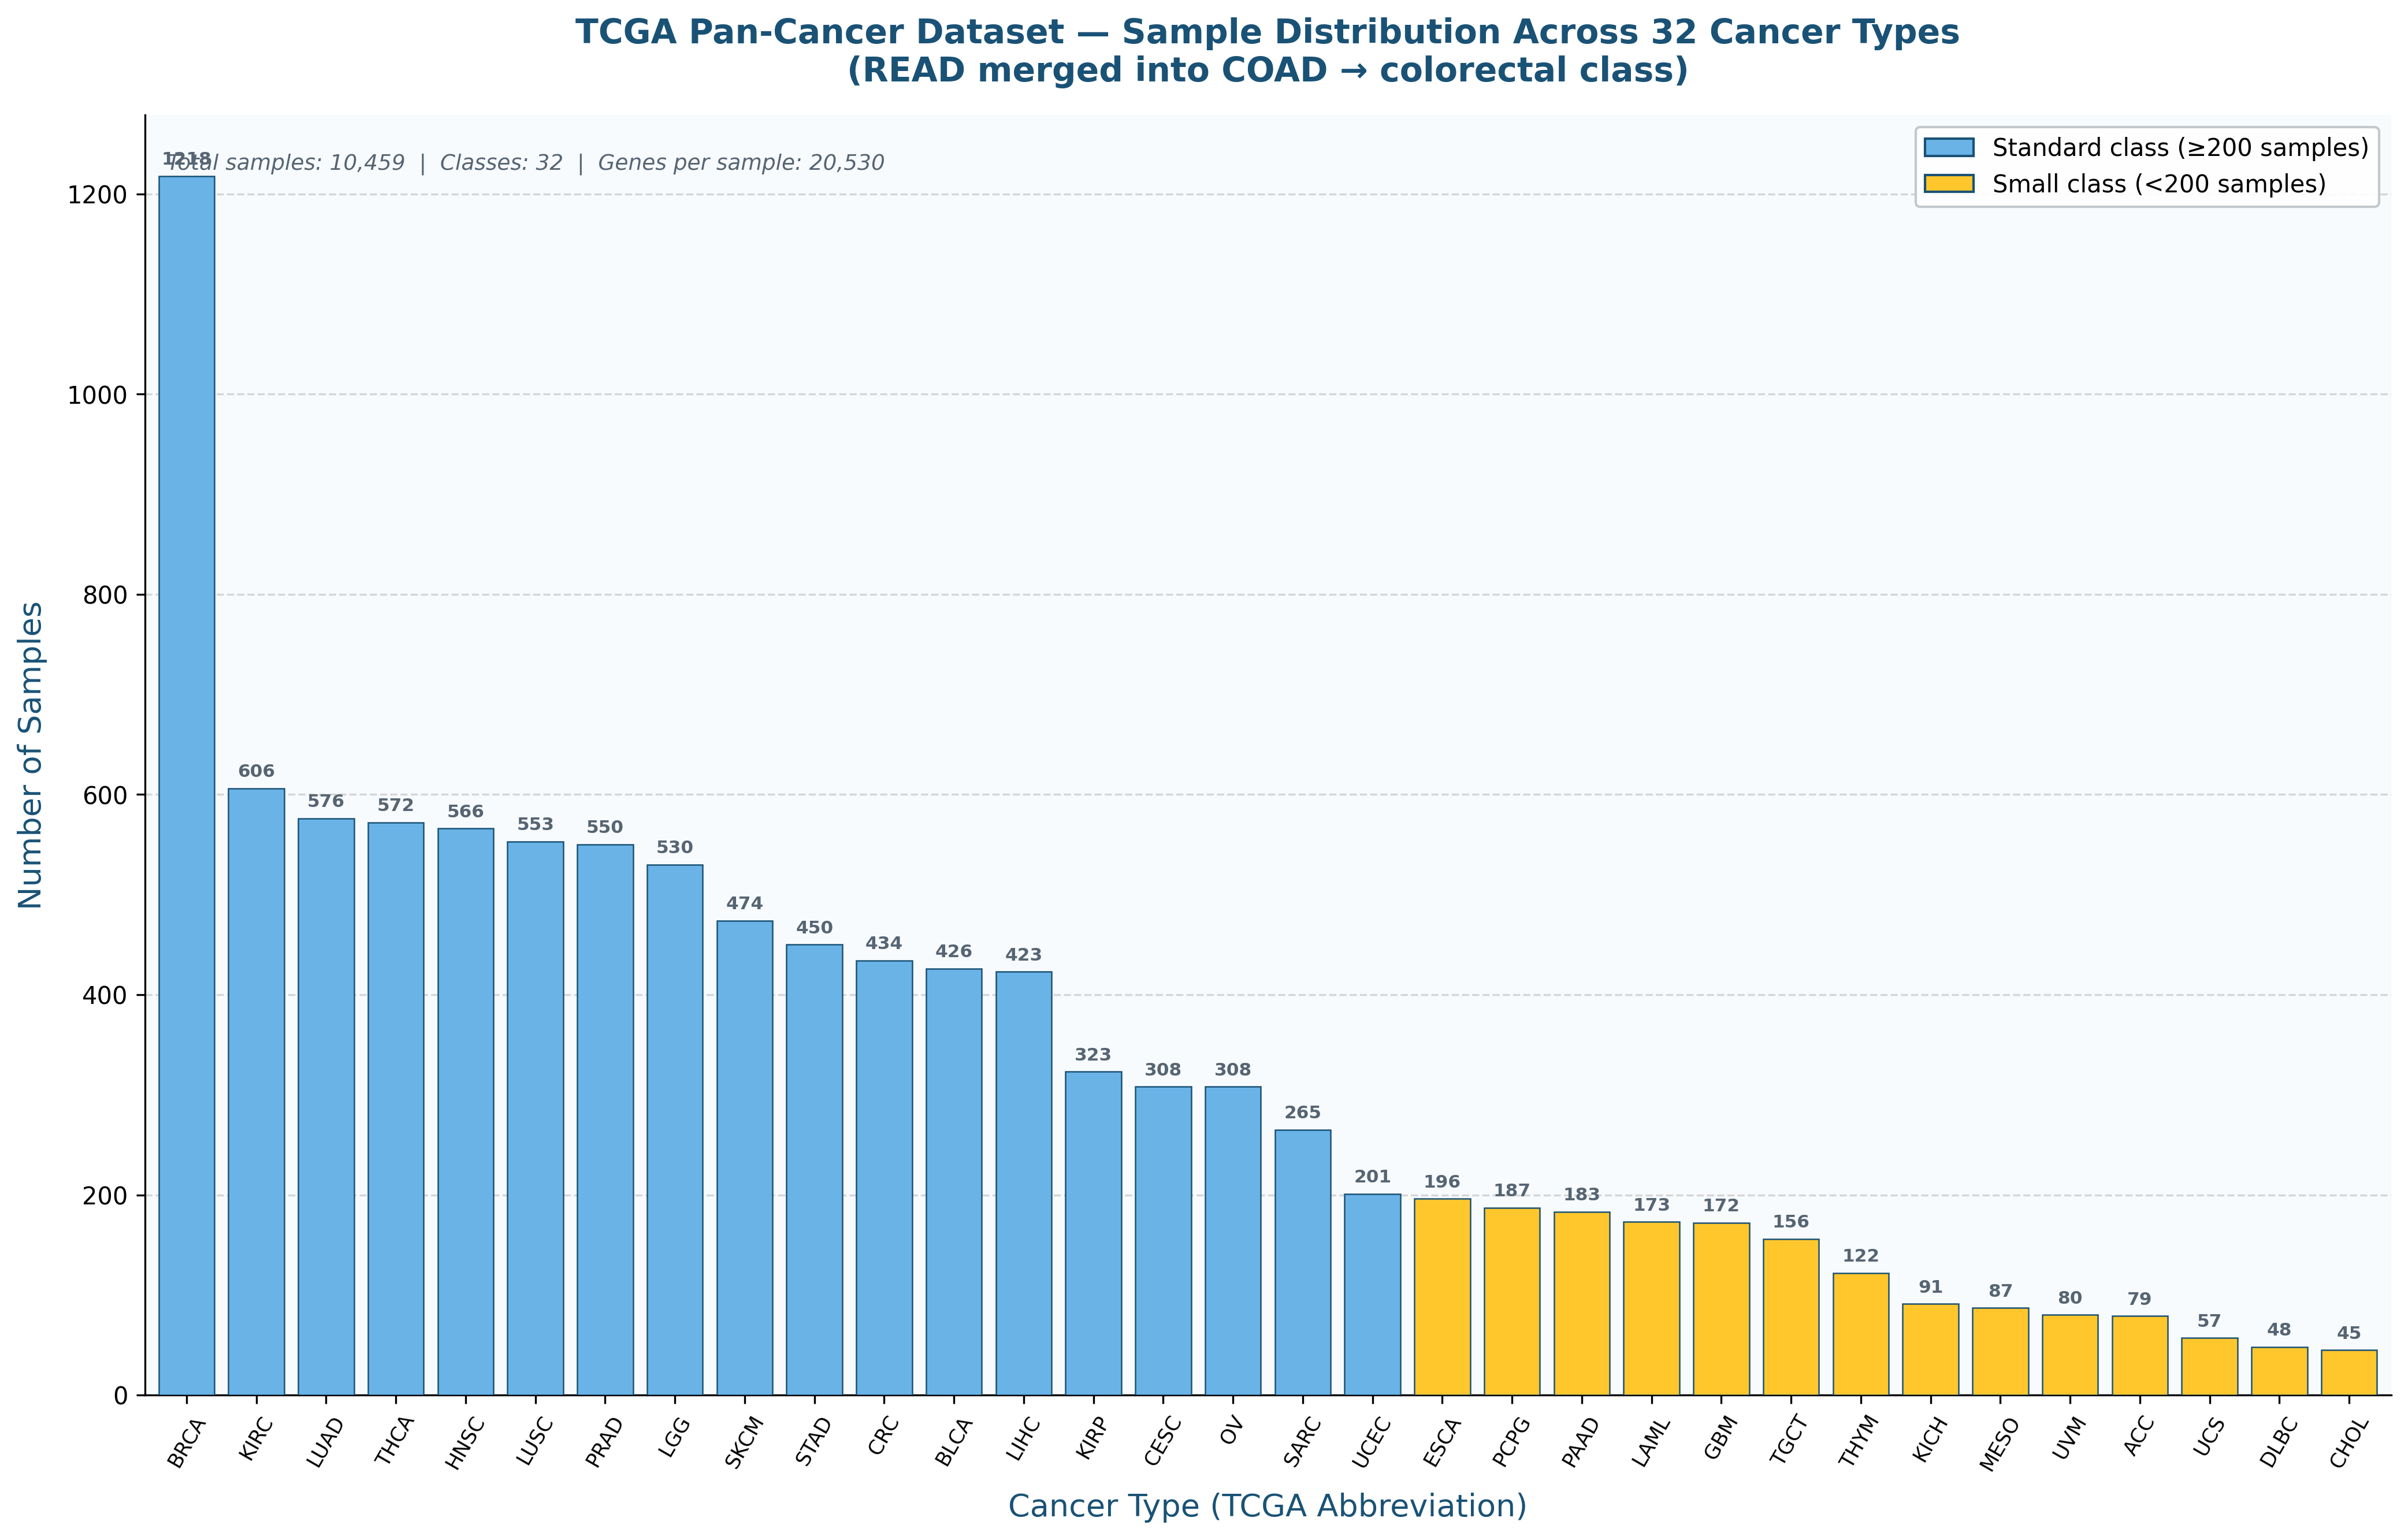 TCGA Pan-Cancer Dataset — Sample Distribution Across 32 Cancer Types
(READ merged into COAD → colorectal class)
Total samples: 10,459 | Classes: 32 | Genes per sample: 20,530
Standard class (≥200 samples)
Small class (<200 samples)
Number of Samples
1200
1000
800
600
400
200
0
1218
606
576
572
566
553
550
530
474
450
434
426
423
323
308
308
265
201
196
187
183
173
172
156
122
91
87
80
79
57
48
45
BRCA
KIRC
LUAD
THCA
HNSC
LUSC
PRAD
LGG
SKCM
STAD
CRC
BLCA
LIHC
KIRP
CESC
OV
SARC
UCEC
ESCA
PCPG
PAAD
LAML
GBM
TGCT
THYM
KICH
MESO
UVM
ACC
UCS
DLBC
CHOL
Cancer Type (TCGA Abbreviation)